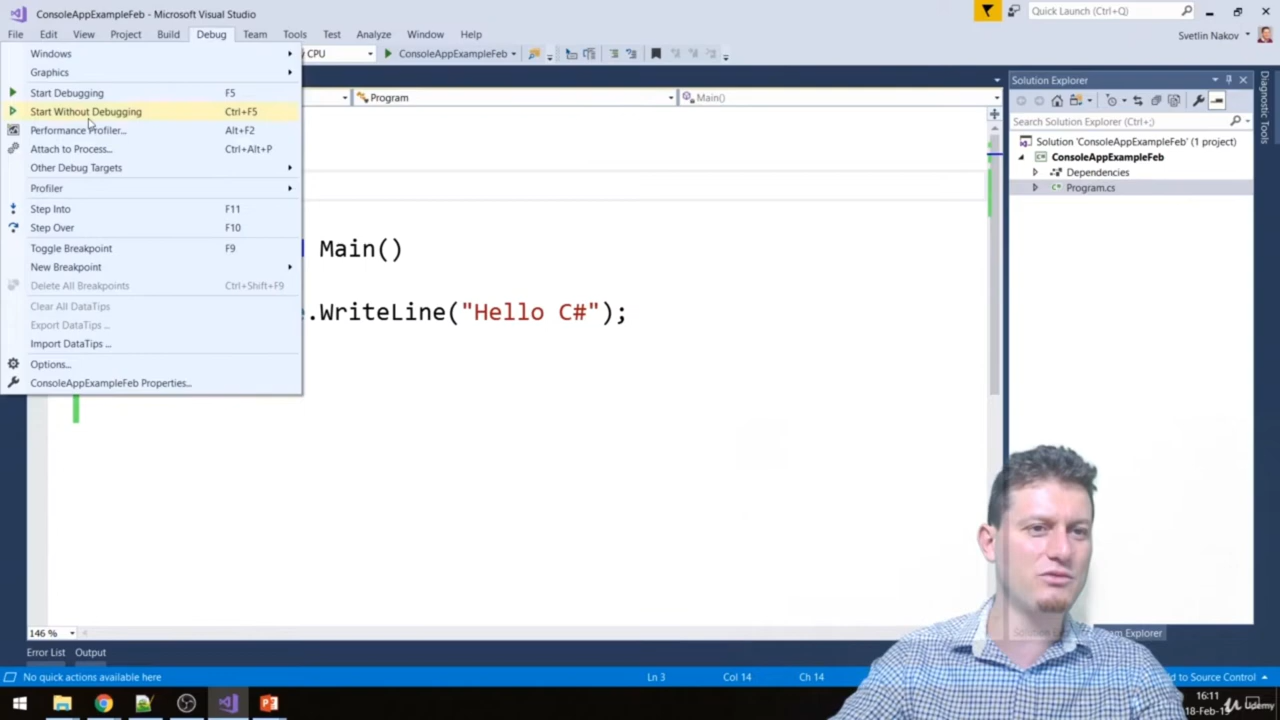 ConsoleAppExampleFeb - Microsoft Visual Studio
Quick Launch (Ctrl+Q)
File Edit View Project Build Debug Team Tools Test Analyze Window Help
Svetlin Nakov
Windows
CPU
ConsoleAppExampleFeb
Graphics
Solution Explorer
Start Debugging F5
Program
Main()
Start Without Debugging Ctrl+F5
Search Solution Explorer (Ctrl+;)
Performance Profiler... Alt+F2
Solution 'ConsoleAppExampleFeb' (1 project)
Attach to Process... Ctrl+Alt+P
ConsoleAppExampleFeb
Other Debug Targets
Dependencies
Profiler
Program.cs
Step Into F11
Step Over F10
Toggle Breakpoint F9
Main()
New Breakpoint
Delete All Breakpoints Ctrl+Shift+F9
Clear All DataTips
.WriteLine("Hello C#");
Export DataTips ...
Import DataTips ...
Options...
ConsoleAppExampleFeb Properties...
Diagnostic Tools
146 %
Explorer
Error List Output
No quick actions available here
Ln 3 Col 14 Ch 14
to Source Control
16:11
18-Feb-1
Udemy